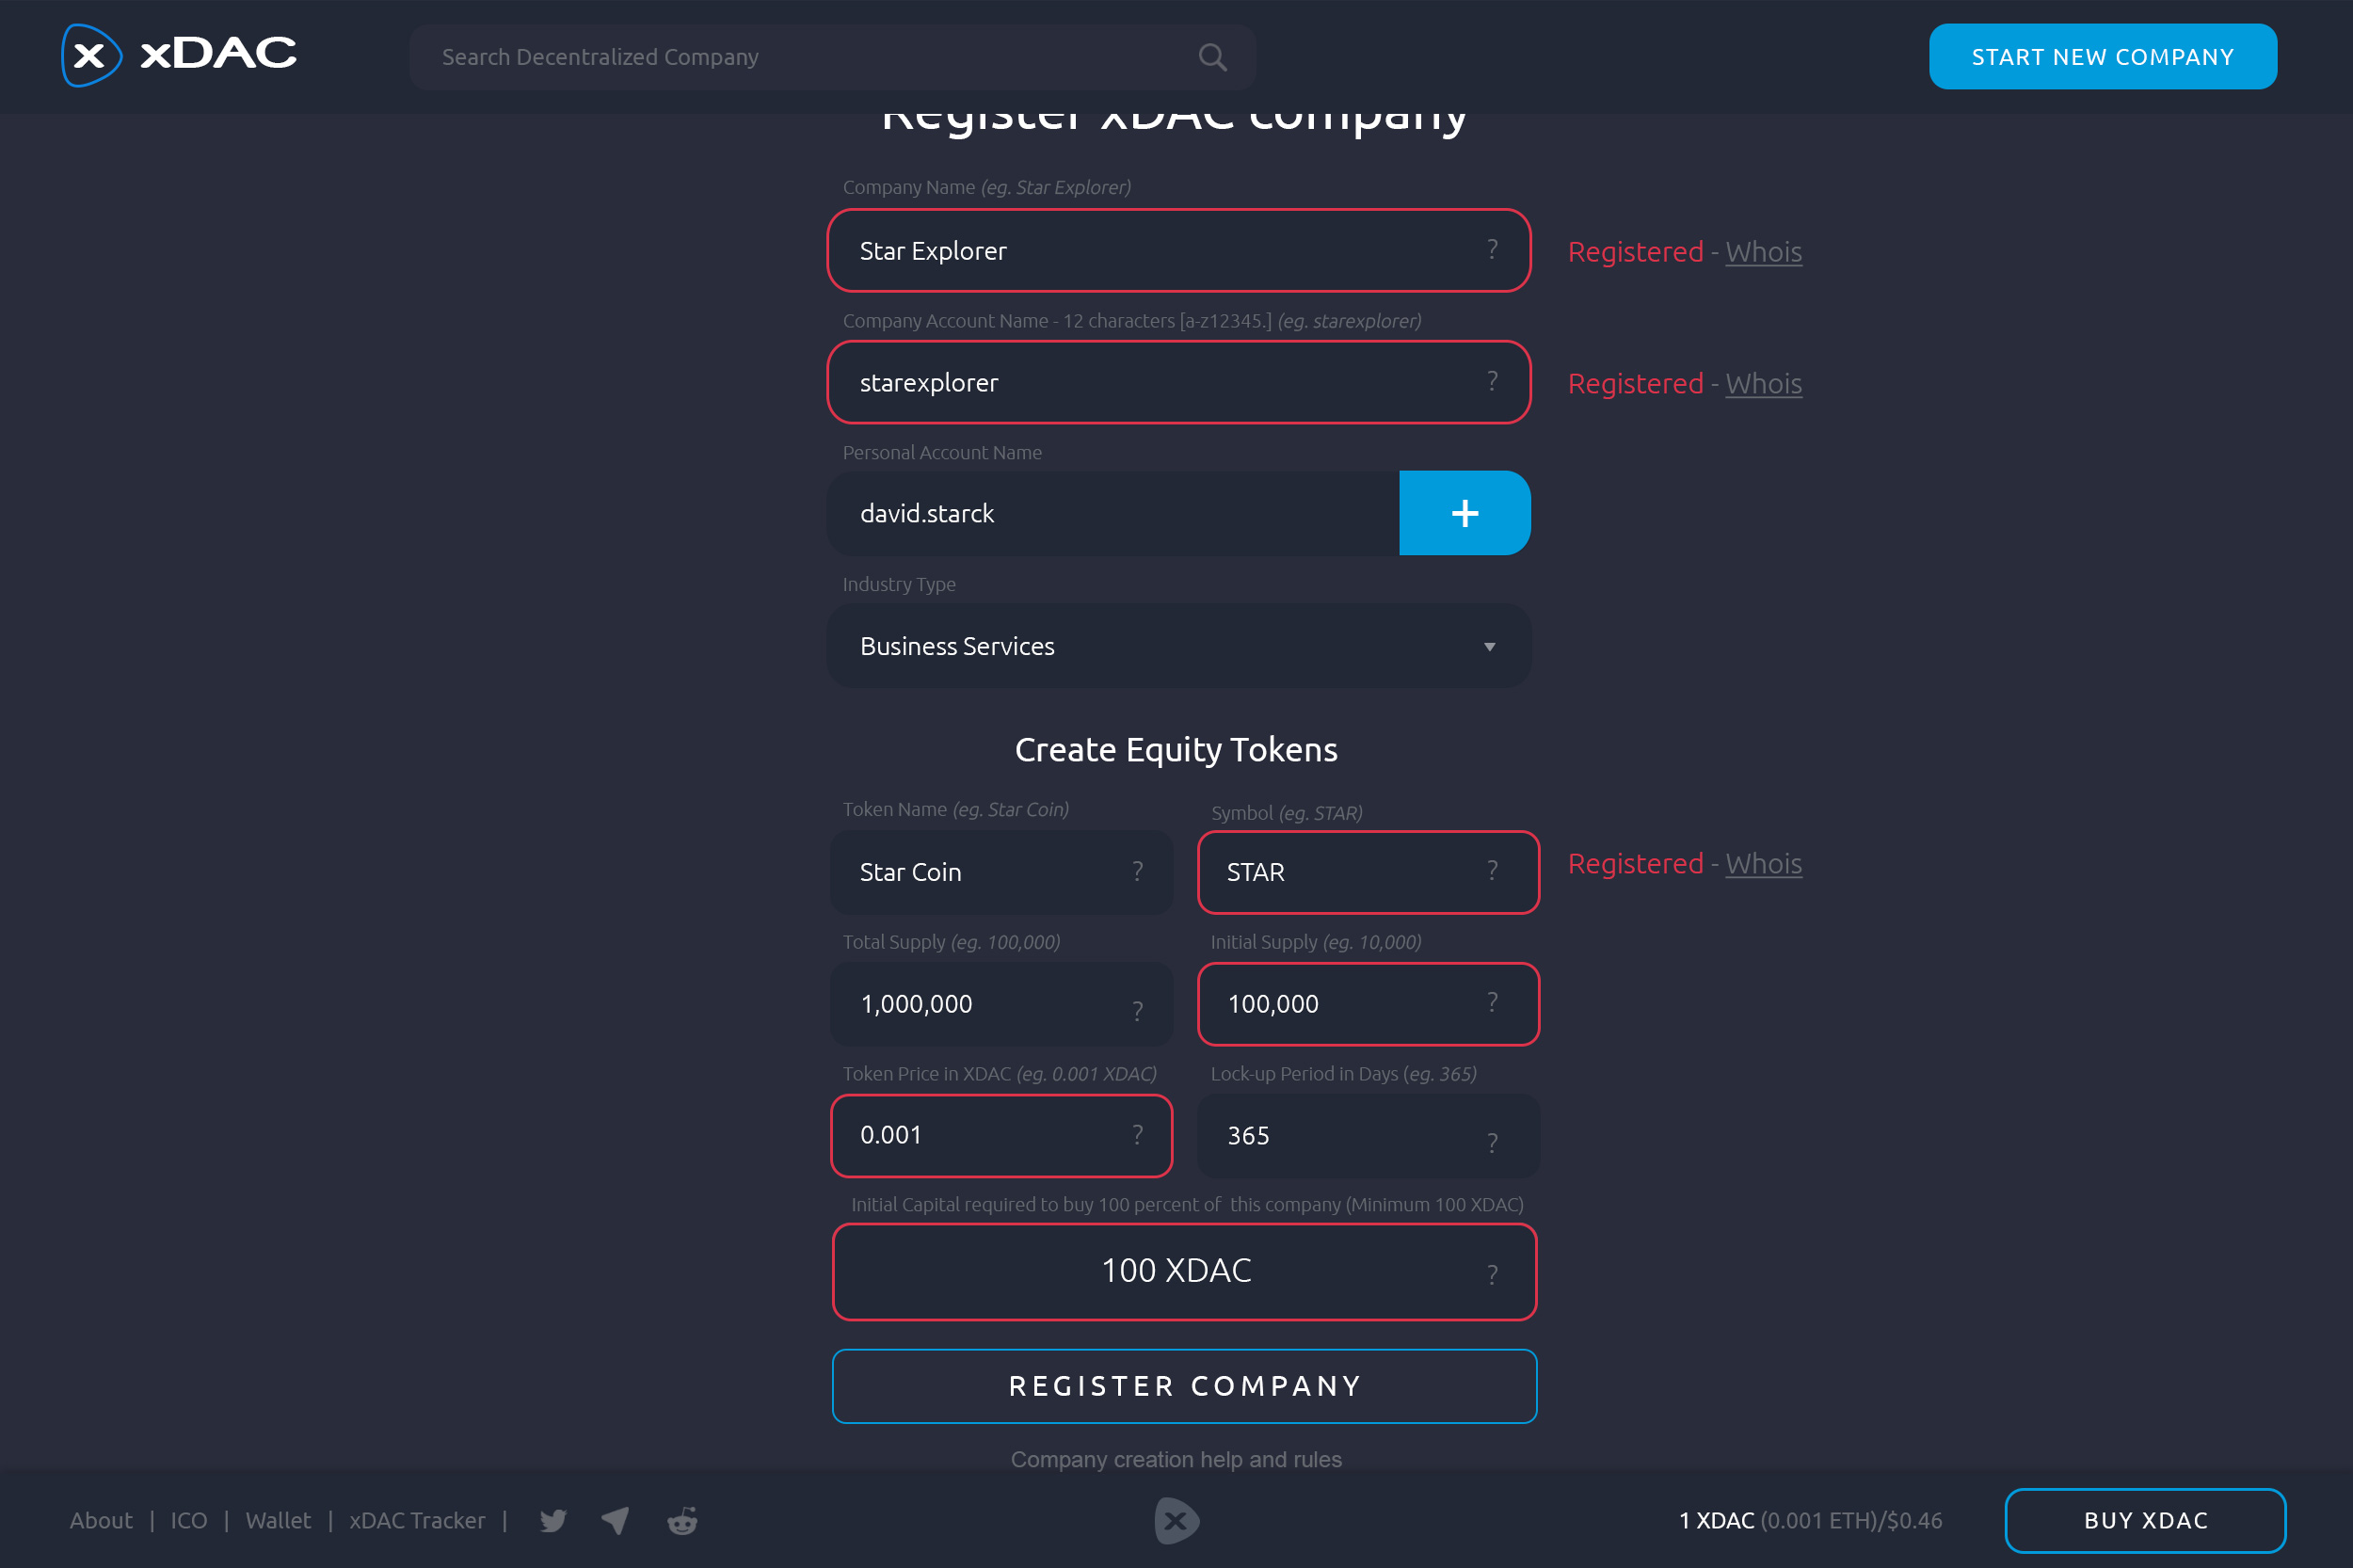 x xDAC
Search Decentralized Company
START NEW COMPANY
Register xDAC company
Company Name (eg. Star Explorer)
Star Explorer ?
Registered - Whois
Company Account Name - 12 characters [a-z12345.] (eg. starexplorer)
starexplorer ?
Registered - Whois
Personal Account Name
david.starck +
Industry Type
Business Services
Create Equity Tokens
Token Name (eg. Star Coin) Symbol (eg. STAR)
Star Coin ? STAR ?
Registered - Whois
Total Supply (eg. 100,000) Initial Supply (eg. 10,000)
1,000,000 ? 100,000 ?
Token Price in XDAC (eg. 0.001 XDAC) Lock-up Period in Days (eg. 365)
0.001 ? 365 ?
Initial Capital required to buy 100 percent of this company (Minimum 100 XDAC)
100 XDAC ?
REGISTER COMPANY
Company creation help and rules
About | ICO | Wallet | xDAC Tracker | x 1 XDAC (0.001 ETH)/$0.46 BUY XDAC